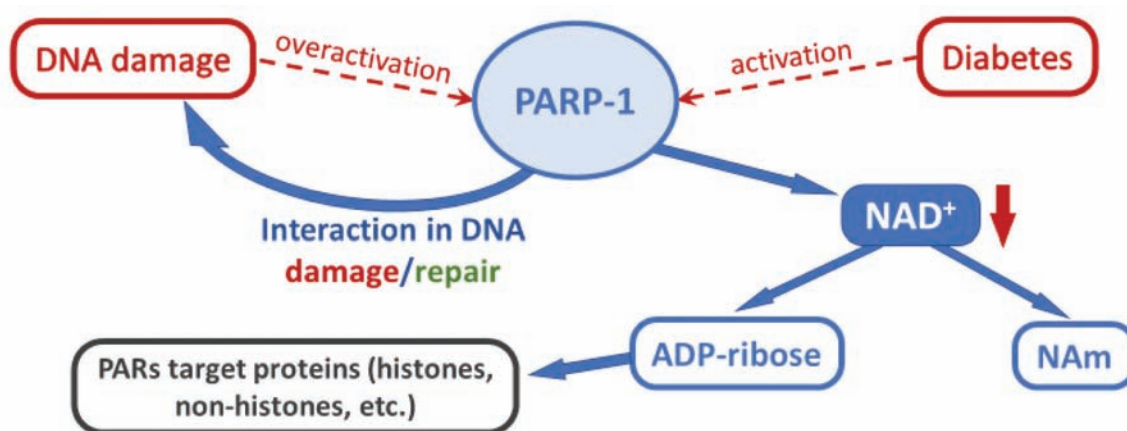 DNA damage
overactivation
PARP-1
activation
Diabetes
Interaction in DNA
damage/repair
NAD⁺
ADP-ribose
NAm
PARs target proteins (histones,
non-histones, etc.)